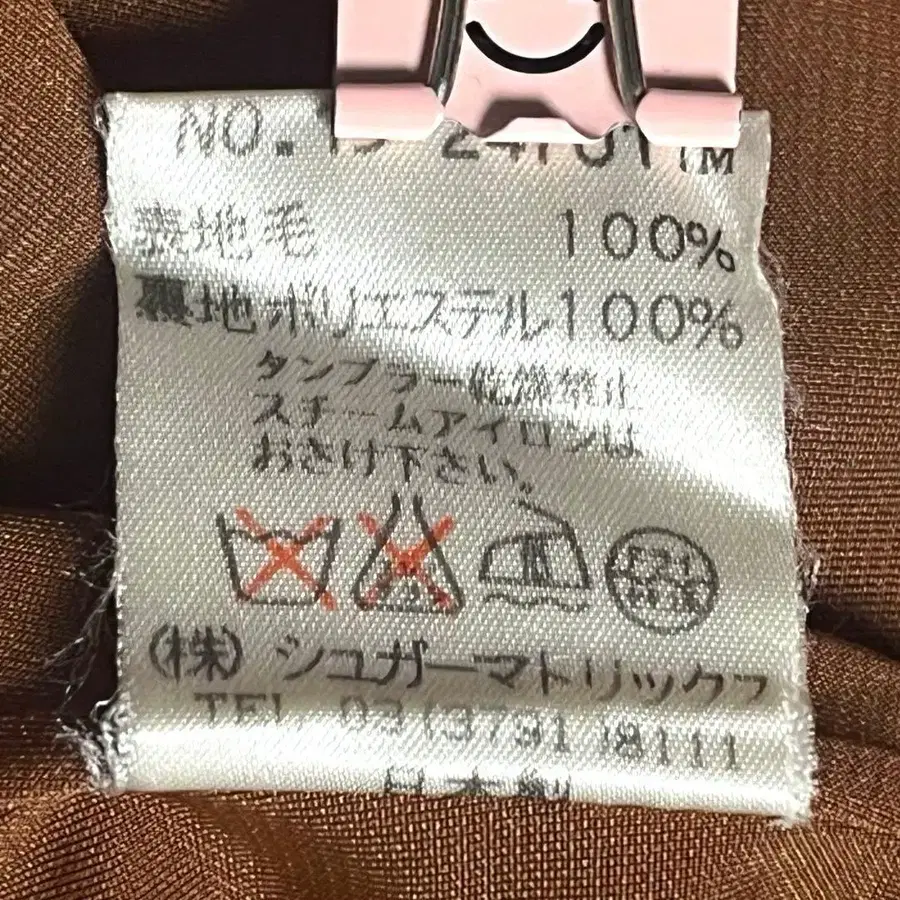 NO.
M
表地毛 100%
裏地ポリエステル100%
タンブラー乾燥禁止
スチームアイロンは
おさけ下さい。
(株)シュガーマトリックス
TEL 03(3791)8111
日本製